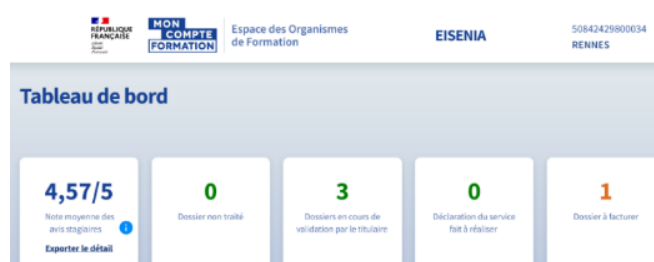 RÉPUBLIQUE
FRANÇAISE
MON
COMPTE
FORMATION
Espace des Organismes
de Formation
EISENIA
50842429800034
RENNES
Tableau de bord
4,57/5
Note moyenne des
avis stagiaires
Exporter le détail
0
Dossier non traité
3
Dossiers en cours de
validation par le titulaire
0
Déclaration du service
fait à réaliser
1
Dossier à facturer